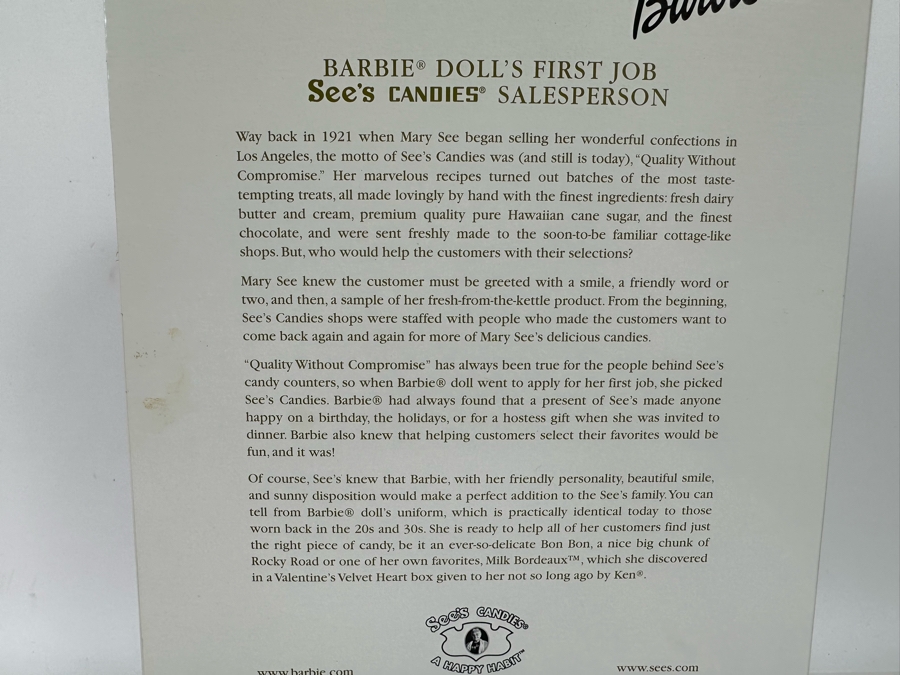 Barbie
BARBIE® DOLL'S FIRST JOB
See's CANDIES® SALESPERSON
Way back in 1921 when Mary See began selling her wonderful confections in
Los Angeles, the motto of See's Candies was (and still is today), "Quality Without
Compromise." Her marvelous recipes turned out batches of the most taste-
tempting treats, all made lovingly by hand with the finest ingredients: fresh dairy
butter and cream, premium quality pure Hawaiian cane sugar, and the finest
chocolate, and were sent freshly made to the soon-to-be familiar cottage-like
shops. But, who would help the customers with their selections?
Mary See knew the customer must be greeted with a smile, a friendly word or
two, and then, a sample of her fresh-from-the-kettle product. From the beginning,
See's Candies shops were staffed with people who made the customers want to
come back again and again for more of Mary See's delicious candies.
"Quality Without Compromise" has always been true for the people behind See's
candy counters, so when Barbie® doll went to apply for her first job, she picked
See's Candies. Barbie® had always found that a present of See's made anyone
happy on a birthday, the holidays, or for a hostess gift when she was invited to
dinner. Barbie also knew that helping customers select their favorites would be
fun, and it was!
Of course, See's knew that Barbie, with her friendly personality, beautiful smile,
and sunny disposition would make a perfect addition to the See's family. You can
tell from Barbie® doll's uniform, which is practically identical today to those
worn back in the 20s and 30s. She is ready to help all of her customers find just
the right piece of candy, be it an ever-so-delicate Bon Bon, a nice big chunk of
Rocky Road or one of her own favorites, Milk Bordeaux™, which she discovered
in a Valentine's Velvet Heart box given to her not so long ago by Ken®.
See's CANDIES®
A HAPPY HABIT™
www.barbie.com
www.sees.com